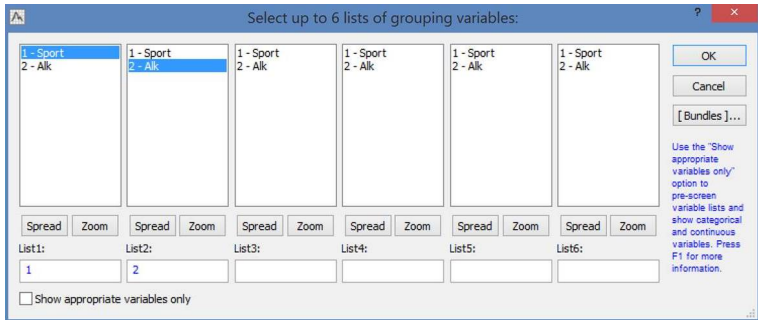 Select up to 6 lists of grouping variables:
? ×
1 - Sport
2 - Alk
1 - Sport
2 - Alk
1 - Sport
2 - Alk
1 - Sport
2 - Alk
1 - Sport
2 - Alk
1 - Sport
2 - Alk
Spread Zoom Spread Zoom Spread Zoom Spread Zoom Spread Zoom Spread Zoom
List1: List2: List3: List4: List5: List6:
1 2
Show appropriate variables only
OK
Cancel
[ Bundles ]...
Use the "Show
appropriate
variables only"
option to
pre-screen
variable lists and
show categorical
and continuous
variables. Press
F1 for more
information.